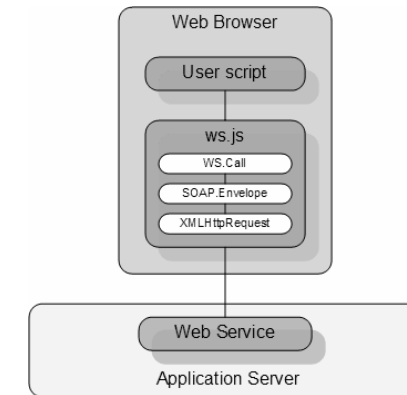 Web Browser
User script
ws.js
WS.Call
SOAP.Envelope
XMLHttpRequest
Web Service
Application Server